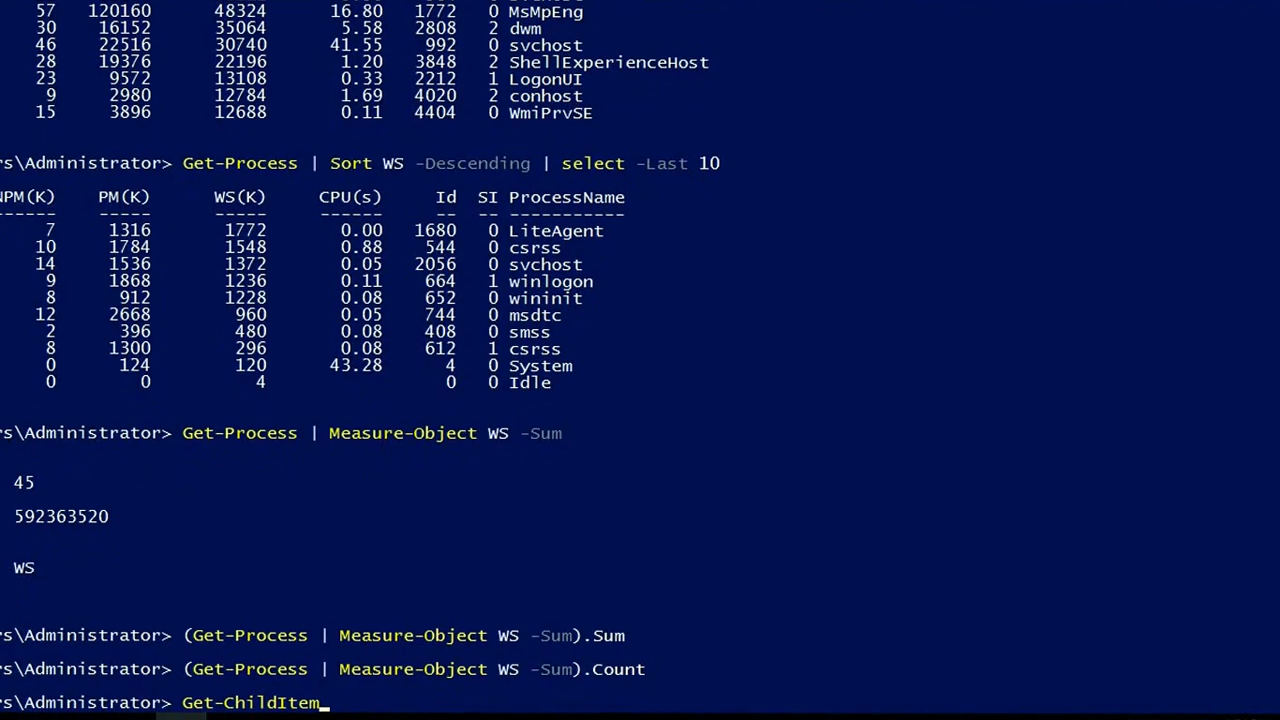 57 120160 48324 16.80 1772 0 MsMpEng
30 16152 35064 5.58 2808 2 dwm
46 22516 30740 41.55 992 0 svchost
28 19376 22196 1.20 3848 2 ShellExperienceHost
23 9572 13108 0.33 2212 1 LogonUI
9 2980 12784 1.69 4020 2 conhost
15 3896 12688 0.11 4404 0 WmiPrvSE
rs\Administrator> Get-Process | Sort WS -Descending | select -Last 10
NPM(K) PM(K) WS(K) CPU(s) Id SI ProcessName
------ ----- ----- ------ -- -- -----------
7 1316 1772 0.00 1680 0 LiteAgent
10 1784 1548 0.88 544 0 csrss
14 1536 1372 0.05 2056 0 svchost
9 1868 1236 0.11 664 1 winlogon
8 912 1228 0.08 652 0 wininit
12 2668 960 0.05 744 0 msdtc
2 396 480 0.08 408 0 smss
8 1300 296 0.08 612 1 csrss
0 124 120 43.28 4 0 System
0 0 4 0 0 Idle
rs\Administrator> Get-Process | Measure-Object WS -Sum
45
592363520
WS
rs\Administrator> (Get-Process | Measure-Object WS -Sum).Sum
rs\Administrator> (Get-Process | Measure-Object WS -Sum).Count
rs\Administrator> Get-ChildItem_